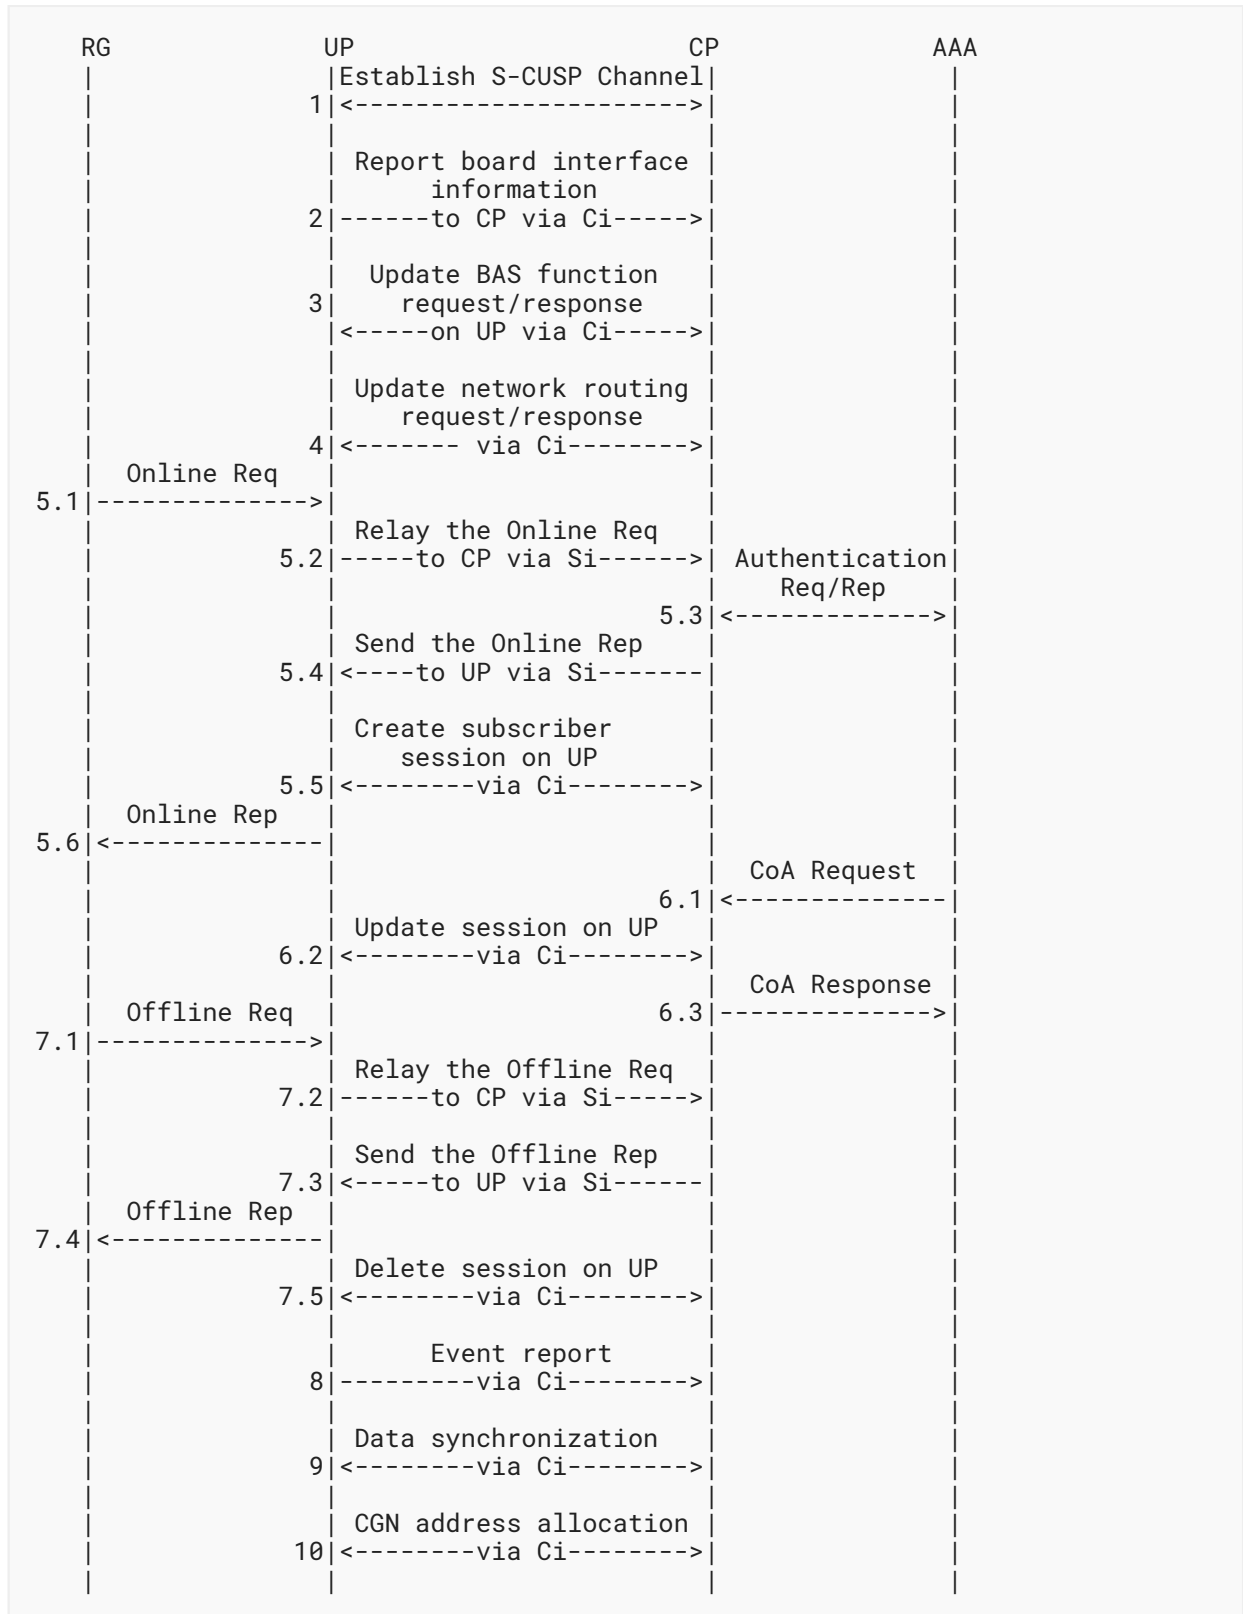 RG UP CP AAA
|Establish S-CUSP Channel|
1|<---------------------->|
Report board interface
information
2|------to CP via Ci----->|
Update BAS function
3| request/response
|<-----on UP via Ci----->|
Update network routing
request/response
4|<------- via Ci-------->|
Online Req
5.1|-------------->|
Relay the Online Req
5.2|-----to CP via Si------>| Authentication|
Req/Rep
5.3|<------------->|
Send the Online Rep
5.4|<----to UP via Si-------|
Create subscriber
session on UP
5.5|<--------via Ci-------->|
Online Rep
5.6|<--------------|
CoA Request
6.1|<--------------|
Update session on UP
6.2|<--------via Ci-------->|
CoA Response
Offline Req 6.3|-------------->|
7.1|-------------->|
Relay the Offline Req
7.2|------to CP via Si----->|
Send the Offline Rep
7.3|<-----to UP via Si------|
Offline Rep
7.4|<--------------|
Delete session on UP
7.5|<--------via Ci-------->|
Event report
8|---------via Ci-------->|
Data synchronization
9|<--------via Ci-------->|
CGN address allocation
10|<--------via Ci-------->|